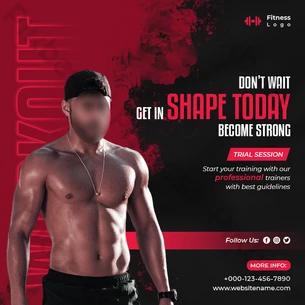 Fitness
Logo
WORKOUT
DON'T WAIT
GET IN SHAPE TODAY
BECOME STRONG
TRIAL SESSION
Start your training with our
professional trainers
with best guidelines
Follow Us:
MORE INFO:
+000-123-456-7890
www.websitename.com